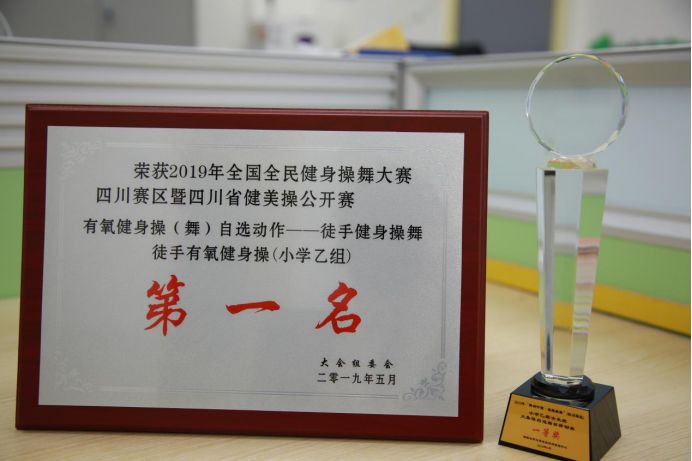 荣获2019年全国全民健身操舞大赛
四川赛区暨四川省健美操公开赛
有氧健身操（舞）自选动作——徒手健身操舞
徒手有氧健身操(小学乙组)
第一名
大会组委会
二零一九年五月
一等奖